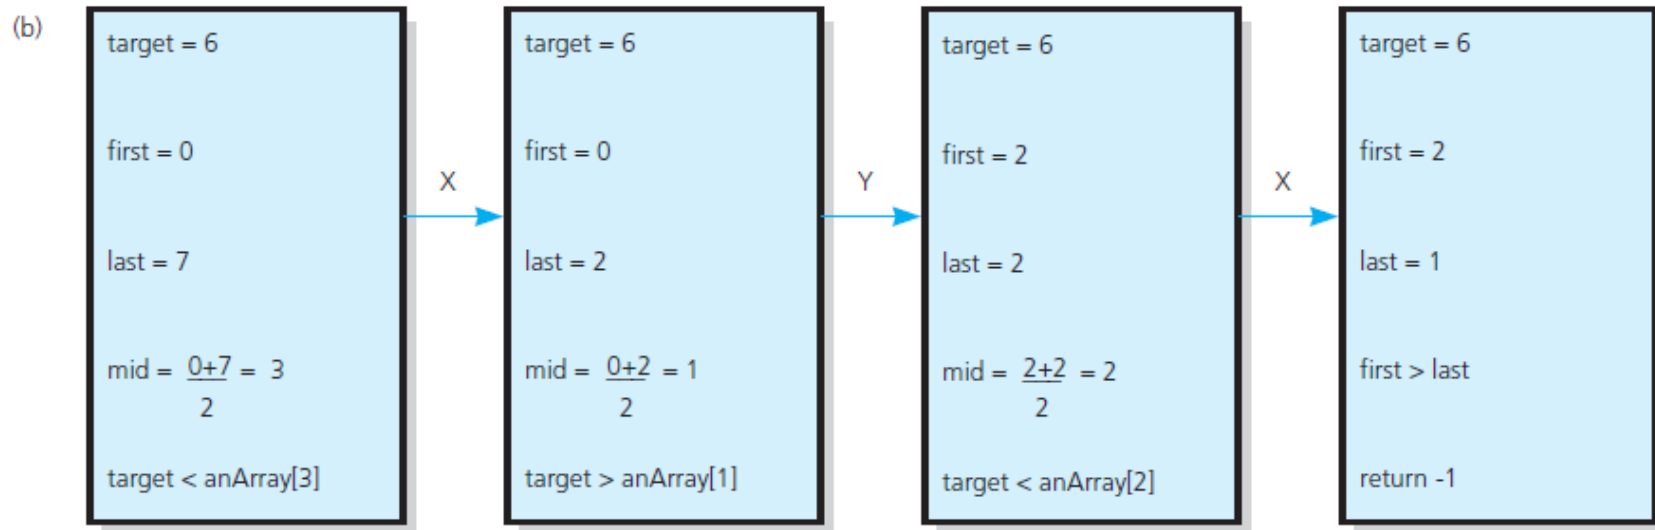 (b)
target = 6
first = 0
last = 7
mid = 0+7 = 3
2
target < anArray[3]
X
target = 6
first = 0
last = 2
mid = 0+2 = 1
2
target > anArray[1]
Y
target = 6
first = 2
last = 2
mid = 2+2 = 2
2
target < anArray[2]
X
target = 6
first = 2
last = 1
first > last
return -1